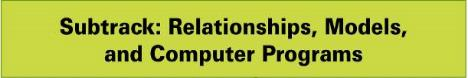 Subtrack: Relationships, Models,
and Computer Programs